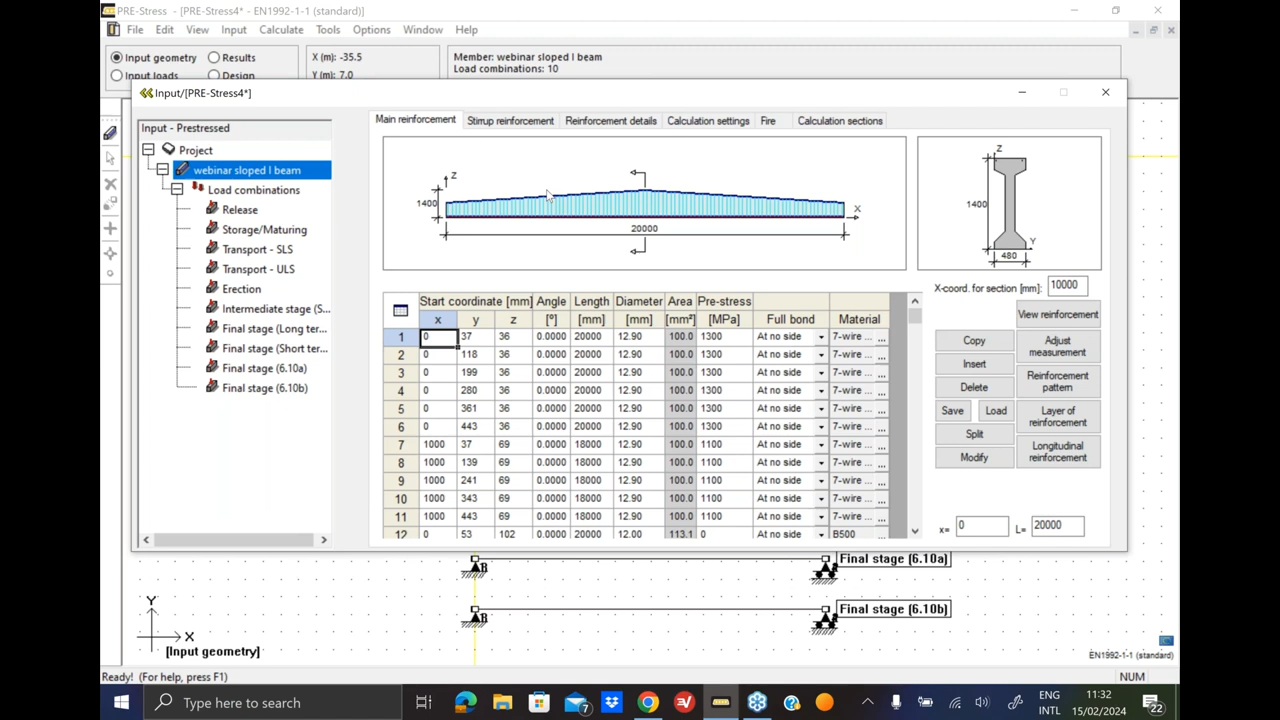 PRE-Stress - [PRE-Stress4* - EN1992-1-1 (standard)]
File Edit View Input Calculate Tools Options Window Help
Input geometry Results X (m): -35.5 Member: webinar sloped I beam
Input loads Design Y (m): 7.0 Load combinations: 10
Input/[PRE-Stress4*]
Input - Prestressed
Project
webinar sloped I beam
Load combinations
Release
Storage/Maturing
Transport - SLS
Transport - ULS
Erection
Intermediate stage (S...
Final stage (Long ter...
Final stage (Short ter...
Final stage (6.10a)
Final stage (6.10b)
Main reinforcement Stirrup reinforcement Reinforcement details Calculation settings Fire Calculation sections
Z
1400
X
20000
Z
1400
Y
480
X-coord. for section [mm]: 10000
Start coordinate [mm] Angle Length Diameter Area Pre-stress
x y z [°] [mm] [mm] [mm²] [MPa] Full bond Material
1 0 37 36 0.0000 20000 12.90 100.0 1300 At no side 7-wire ... ...
2 0 118 36 0.0000 20000 12.90 100.0 1300 At no side 7-wire ... ...
3 0 199 36 0.0000 20000 12.90 100.0 1300 At no side 7-wire ... ...
4 0 280 36 0.0000 20000 12.90 100.0 1300 At no side 7-wire ... ...
5 0 361 36 0.0000 20000 12.90 100.0 1300 At no side 7-wire ... ...
6 0 443 36 0.0000 20000 12.90 100.0 1300 At no side 7-wire ... ...
7 1000 37 69 0.0000 18000 12.90 100.0 1100 At no side 7-wire ... ...
8 1000 139 69 0.0000 18000 12.90 100.0 1100 At no side 7-wire ... ...
9 1000 241 69 0.0000 18000 12.90 100.0 1100 At no side 7-wire ... ...
10 1000 343 69 0.0000 18000 12.90 100.0 1100 At no side 7-wire ... ...
11 1000 443 69 0.0000 18000 12.90 100.0 1100 At no side 7-wire ... ...
12 0 53 102 0.0000 20000 12.00 113.1 0 At no side B500 ...
View reinforcement
Copy Adjust measurement
Insert
Delete Reinforcement pattern
Save Load Layer of reinforcement
Split
Modify Longitudinal reinforcement
x= 0 L= 20000
B Final stage (6.10a)
B Final stage (6.10b)
Y
X
[Input geometry]
EN1992-1-1 (standard)
Ready! (For help, press F1) NUM
Type here to search
7
ENG
INTL
11:32
15/02/2024
22